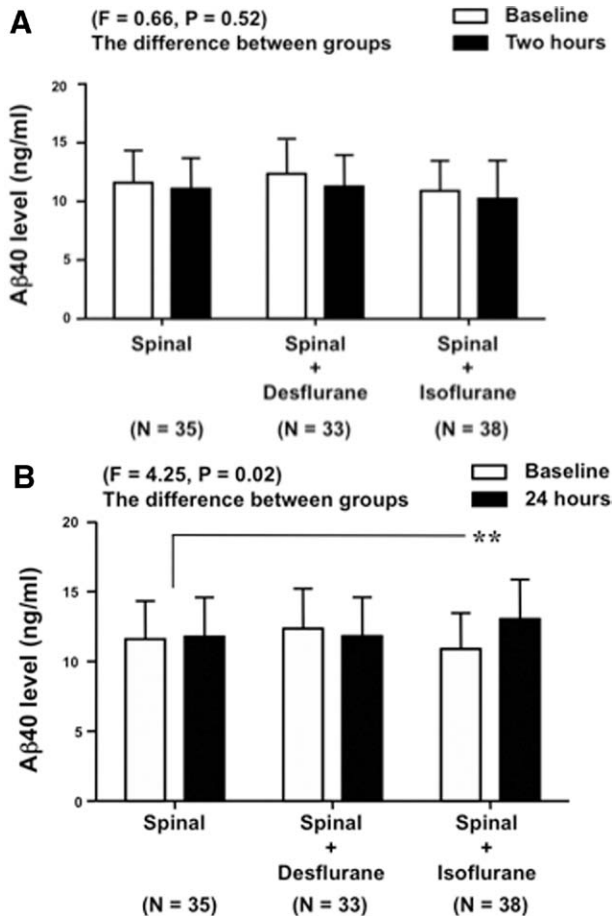 A
(F = 0.66, P = 0.52)
The difference between groups
Baseline
Two hours
Aβ40 level (ng/ml)
20
15
10
5
0
Spinal
Spinal
Spinal
+
+
Desflurane
Isoflurane
(N = 35)
(N = 33)
(N = 38)
B
(F = 4.25, P = 0.02)
The difference between groups
Baseline
24 hours
Aβ40 level (ng/ml)
20
**
15
10
5
0
Spinal
Spinal
Spinal
+
+
Desflurane
Isoflurane
(N = 35)
(N = 33)
(N = 38)